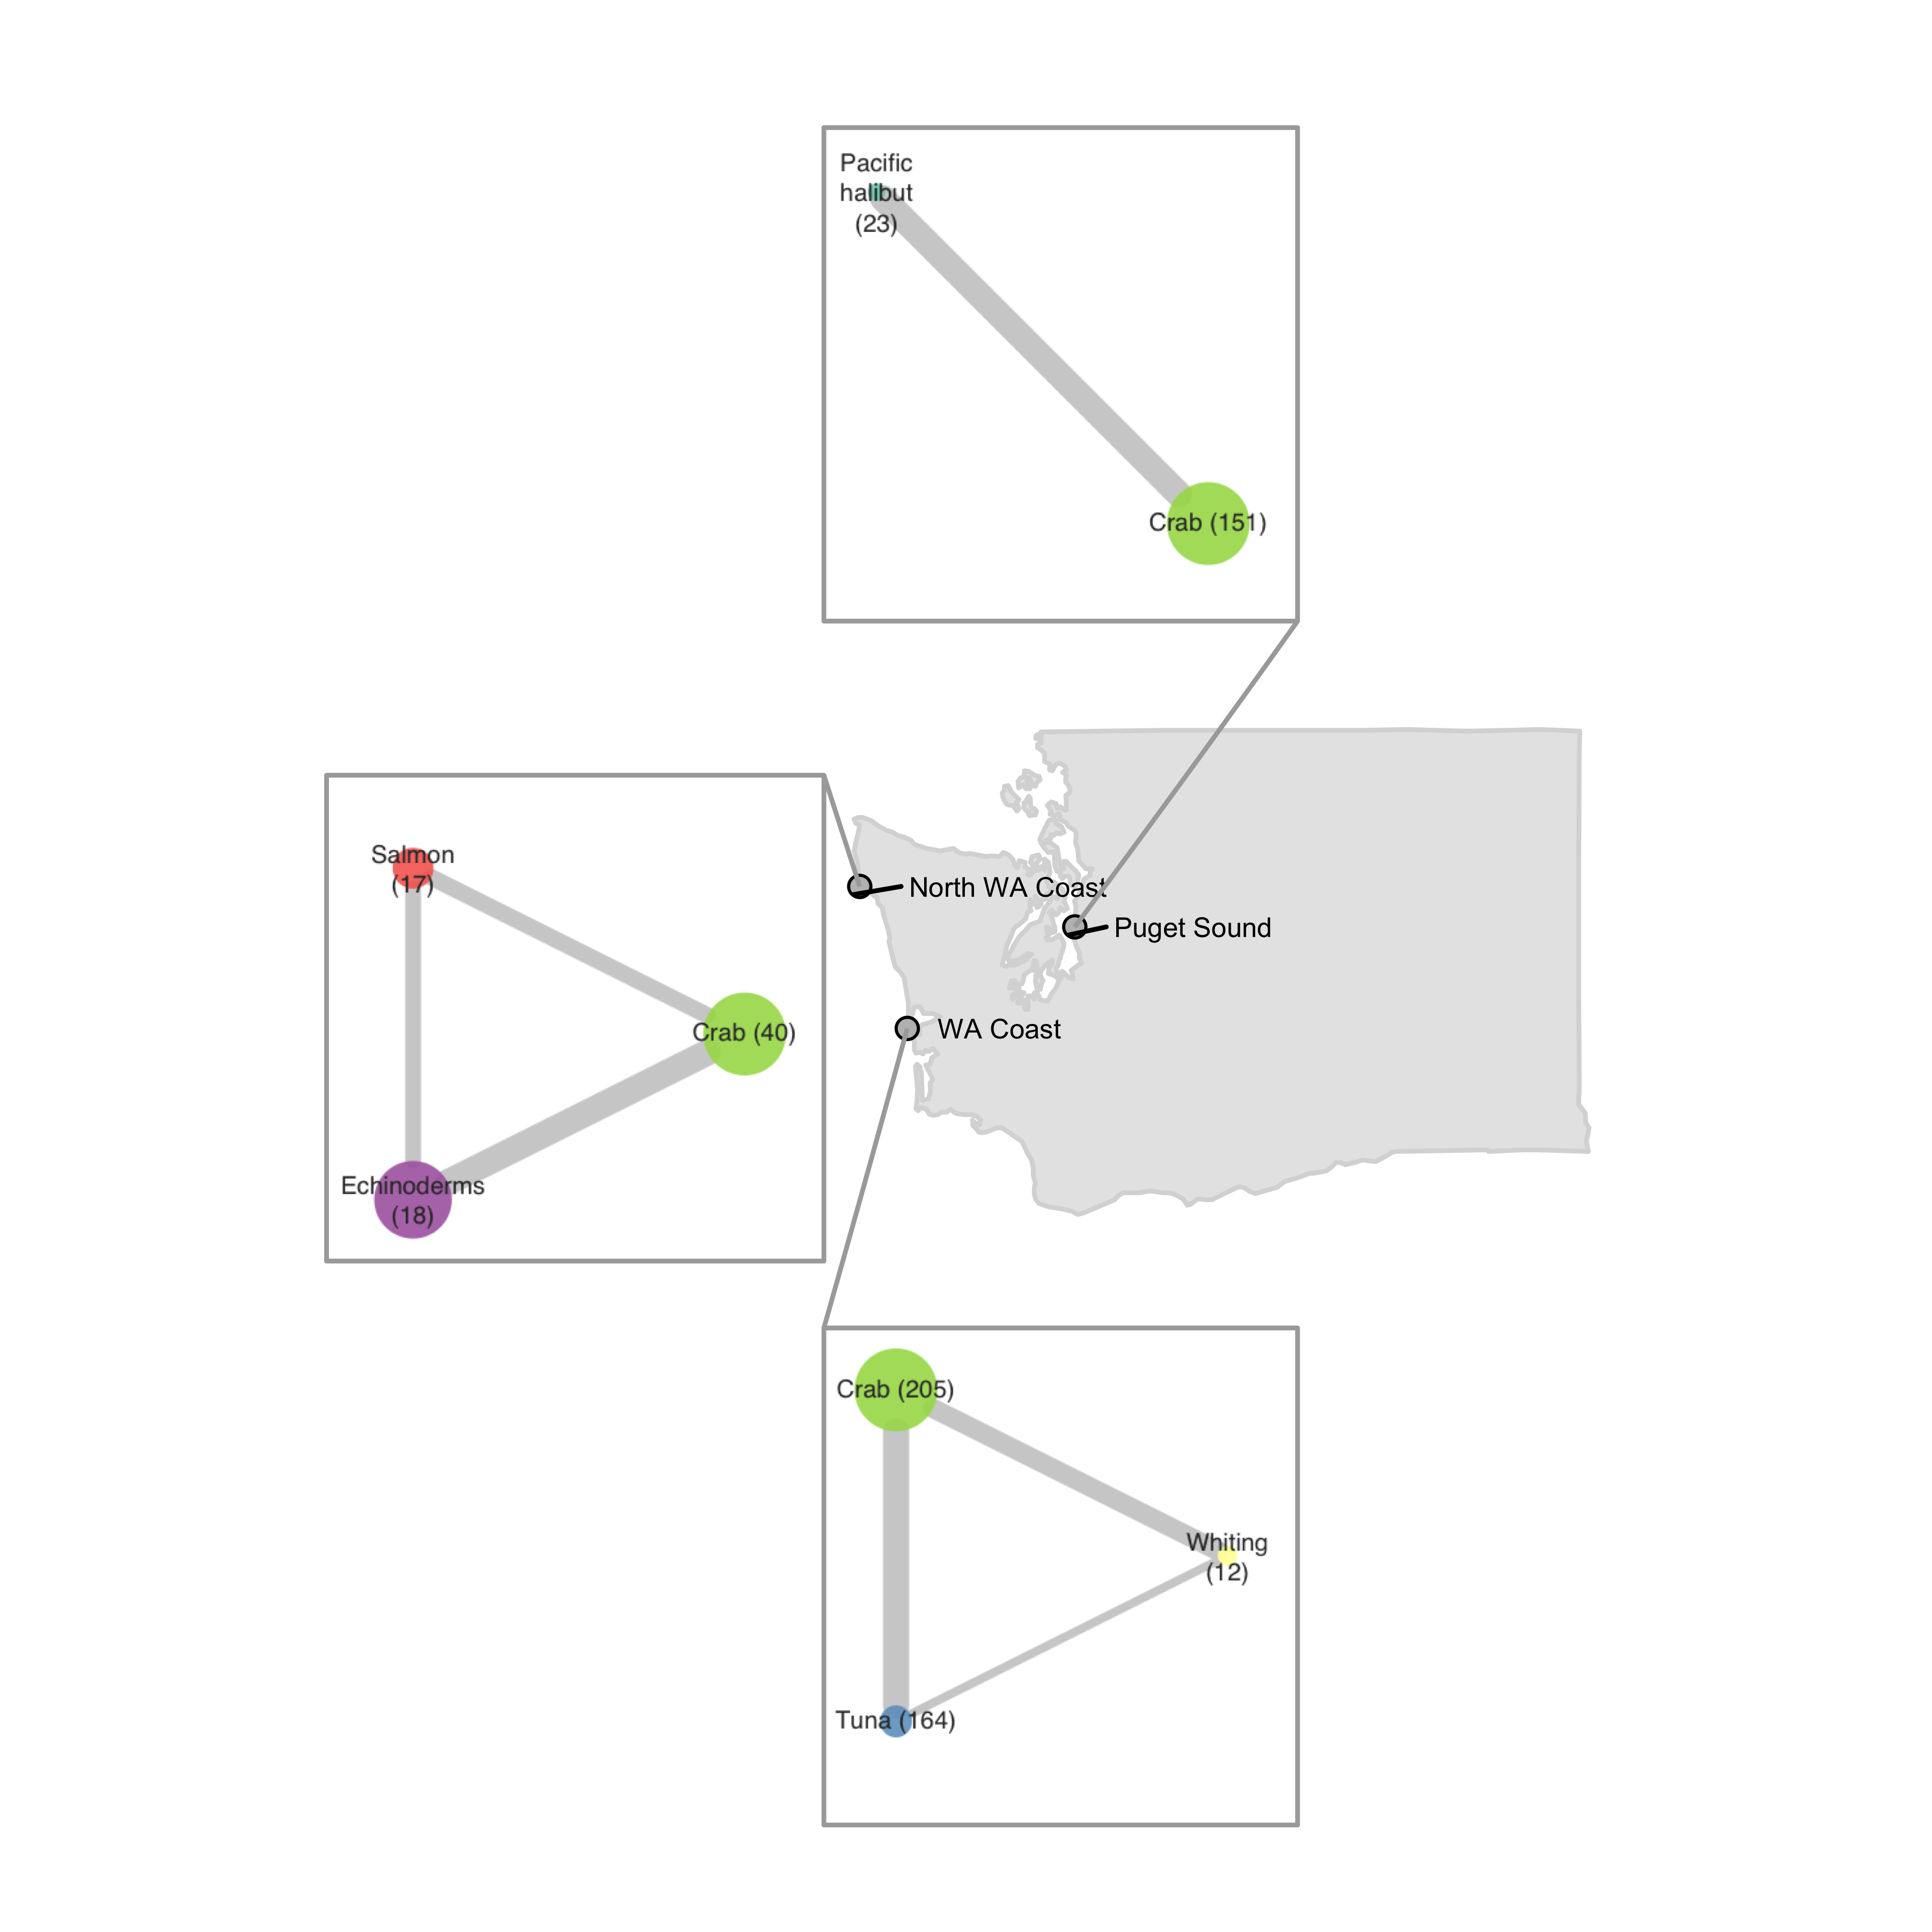 Pacific
halibut
(23)
Crab (151)
Salmon
(17)
Crab (40)
Echinoderms
(18)
North WA Coast
Puget Sound
WA Coast
Crab (205)
Whiting
(12)
Tuna (164)